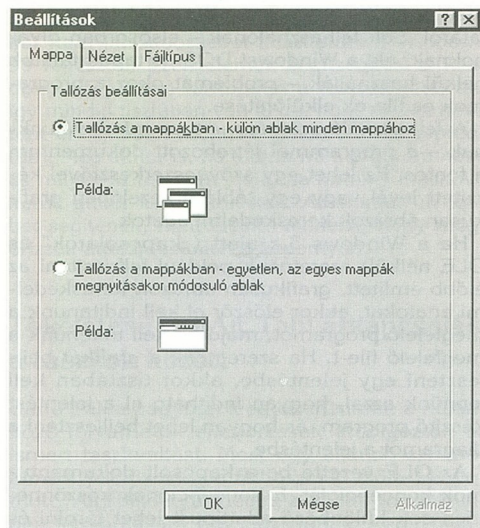 Beállítások
Mappa Nézet Fájltípus
Tallózás beállításai
Tallózás a mappákban - külön ablak minden mappához
Példa:
Tallózás a mappákban - egyetlen, az egyes mappák
megnyitásakor módosuló ablak
Példa:
OK Mégse Alkalmaz